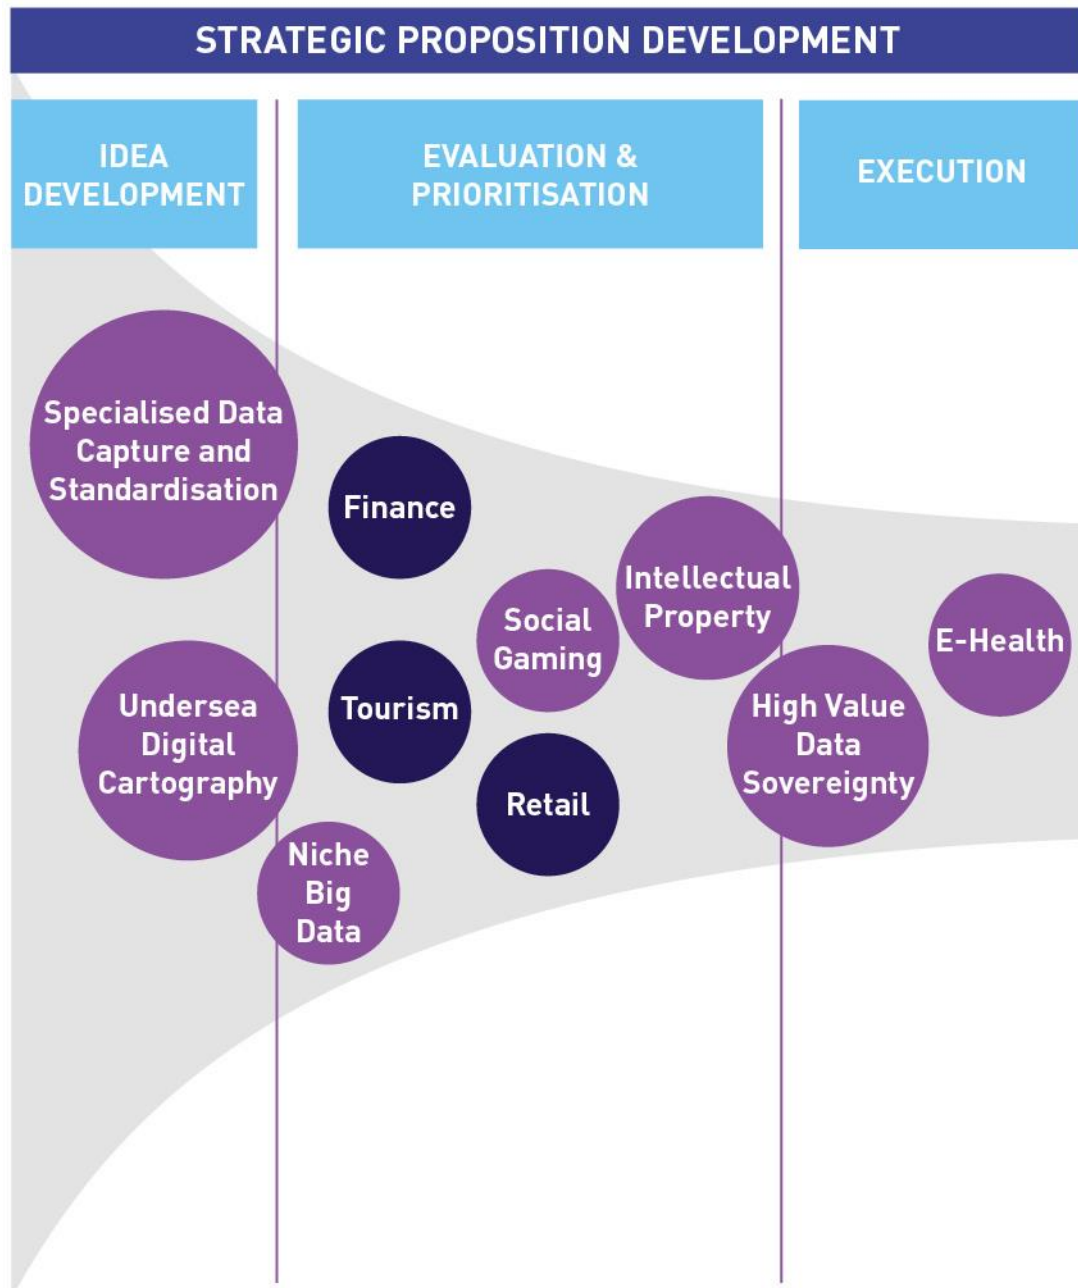 STRATEGIC PROPOSITION DEVELOPMENT
IDEA
DEVELOPMENT
EVALUATION &
PRIORITISATION
EXECUTION
Specialised Data
Capture and
Standardisation
Finance
Intellectual
Property
Social
Gaming
E-Health
Undersea
Digital
Cartography
Tourism
High Value
Data
Sovereignty
Retail
Niche
Big
Data